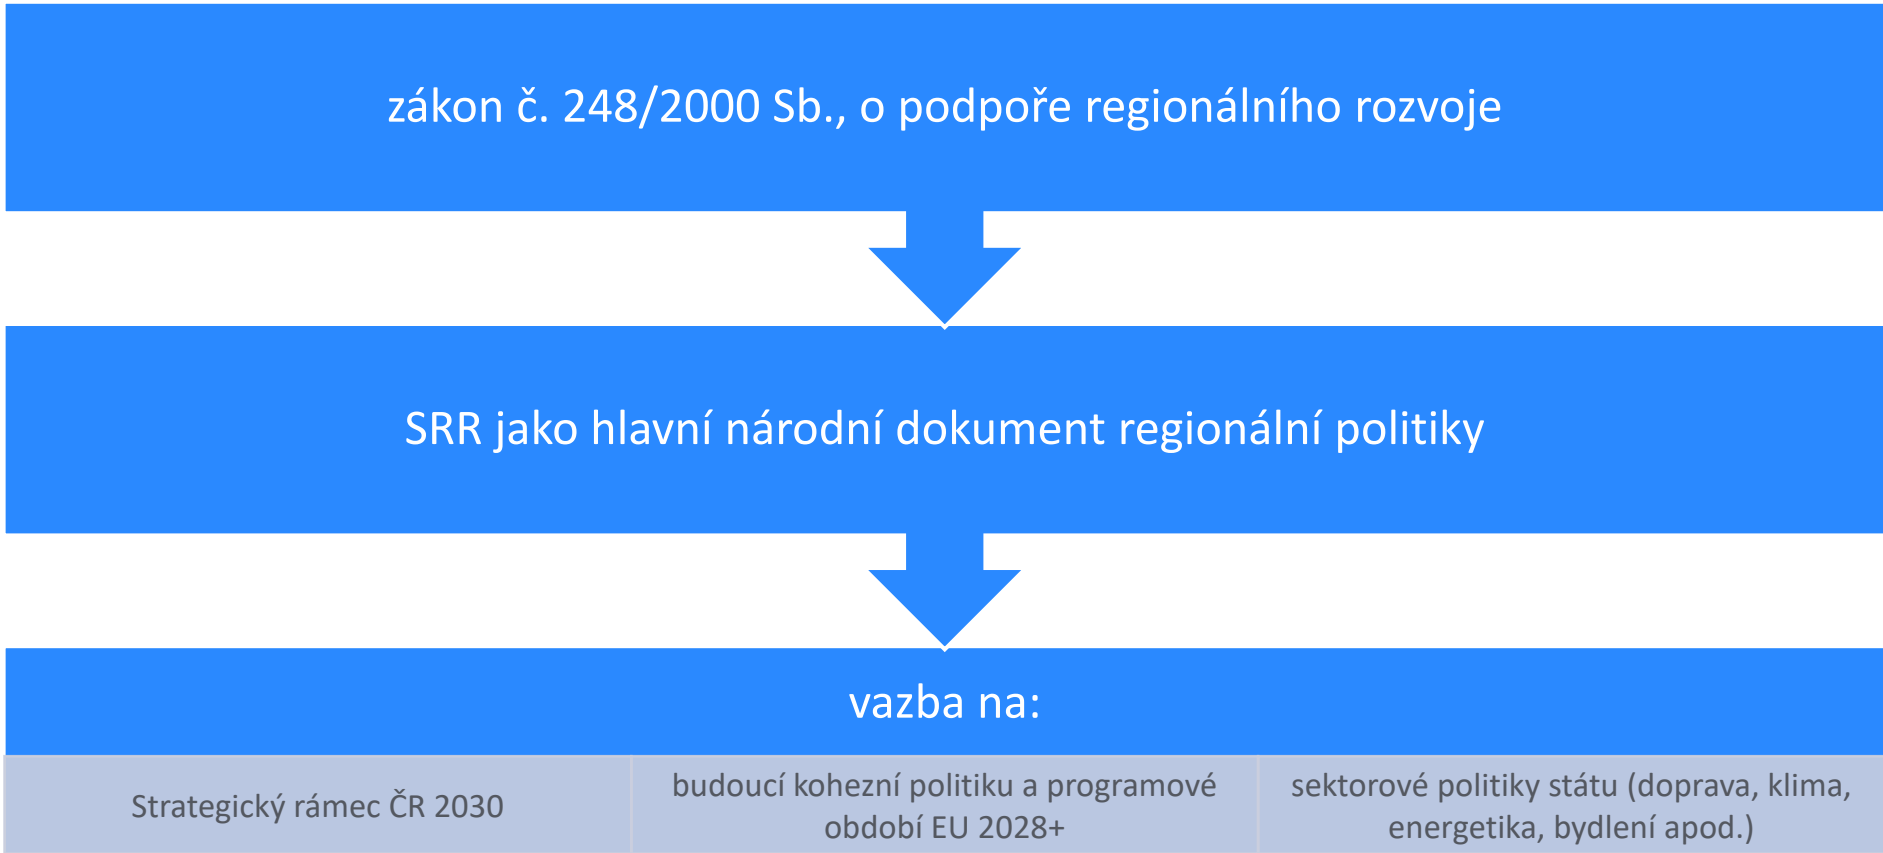 zákon č. 248/2000 Sb., o podpoře regionálního rozvoje
SRR jako hlavní národní dokument regionální politiky
vazba na:
Strategický rámec ČR 2030
budoucí kohezní politiku a programové
období EU 2028+
sektorové politiky státu (doprava, klima,
energetika, bydlení apod.)